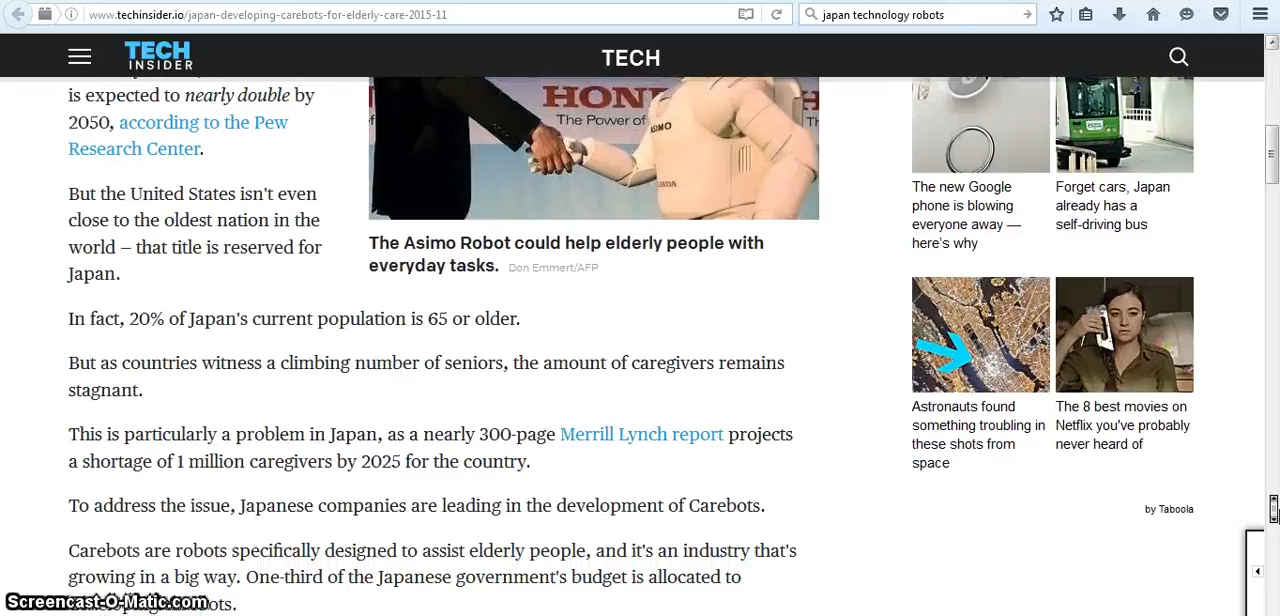 www.techinsider.io/japan-developing-carebots-for-elderly-care-2015-11
japan technology robots
TECH
INSIDER
TECH
is expected to nearly double by
2050, according to the Pew
Research Center.
But the United States isn't even
close to the oldest nation in the
world – that title is reserved for
Japan.
HON
The Power of
ASIMO
The Asimo Robot could help elderly people with
everyday tasks. Don Emmert/AFP
In fact, 20% of Japan's current population is 65 or older.
But as countries witness a climbing number of seniors, the amount of caregivers remains
stagnant.
This is particularly a problem in Japan, as a nearly 300-page Merrill Lynch report projects
a shortage of 1 million caregivers by 2025 for the country.
To address the issue, Japanese companies are leading in the development of Carebots.
Carebots are robots specifically designed to assist elderly people, and it's an industry that's
growing in a big way. One-third of the Japanese government's budget is allocated to
The new Google
phone is blowing
everyone away —
here's why
Forget cars, Japan
already has a
self-driving bus
Astronauts found
something troubling in
these shots from
space
The 8 best movies on
Netflix you've probably
never heard of
by Taboola
Screencast-O-Matic.com